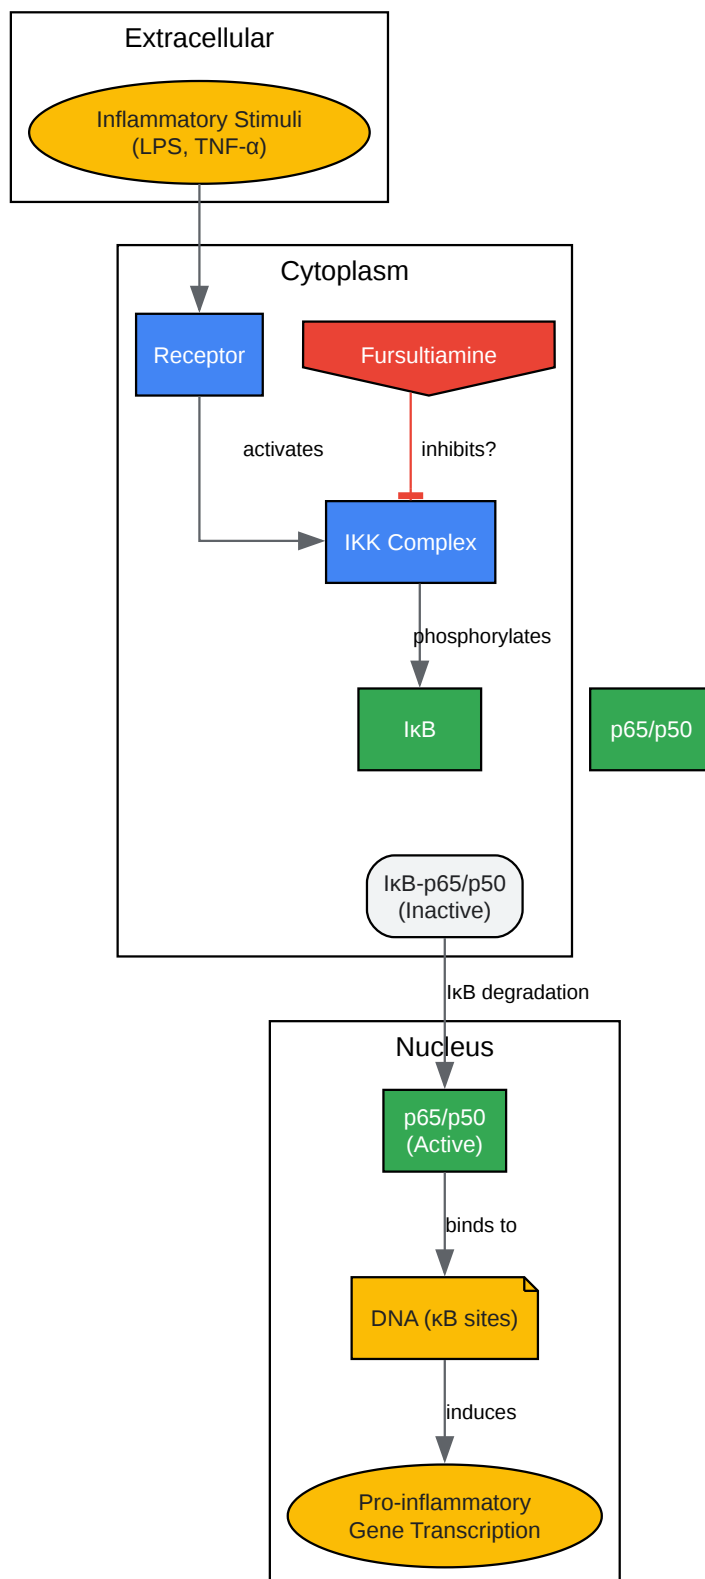 Extracellular
Inflammatory Stimuli
(LPS, TNF-α)
Cytoplasm
Receptor
Fursultiamine
activates
inhibits?
IKK Complex
phosphorylates
IκB
p65/p50
IκB-p65/p50
(Inactive)
IκB degradation
Nucleus
p65/p50
(Active)
binds to
DNA (κB sites)
induces
Pro-inflammatory
Gene Transcription